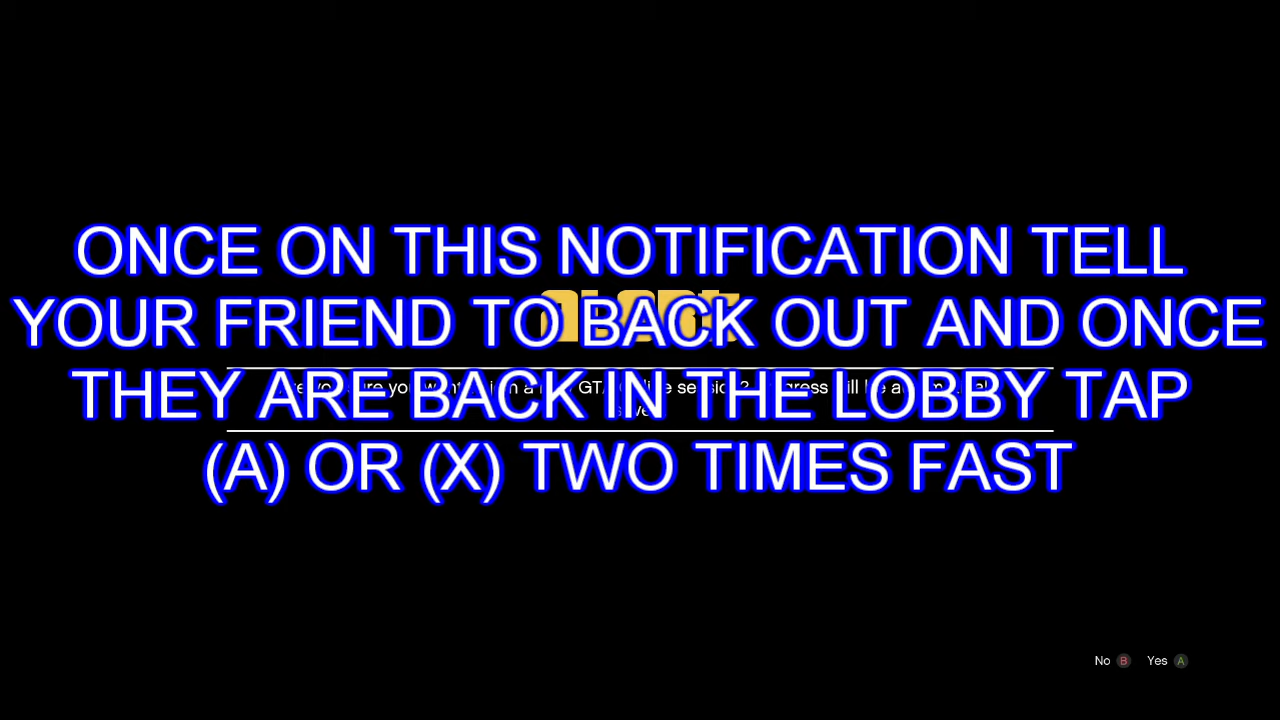 ONCE ON THIS NOTIFICATION TELL
YOUR FRIEND TO BACK OUT AND ONCE
THEY ARE BACK IN THE LOBBY TAP
(A) OR (X) TWO TIMES FAST
No B Yes A